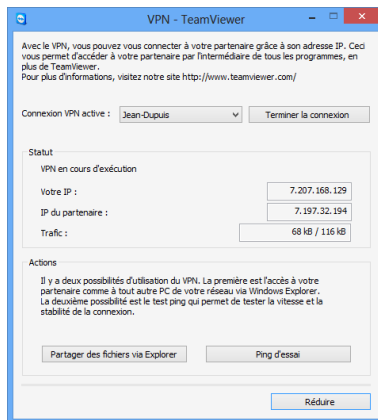 VPN - TeamViewer
Avec le VPN, vous pouvez vous connecter à votre partenaire grâce à son adresse IP. Ceci
vous permet d'accéder à votre partenaire par l'intermédiaire de tous les programmes, en
plus de TeamViewer.
Pour plus d'informations, visitez notre site http://www.teamviewer.com/
Connexion VPN active : Jean-Dupuis Terminer la connexion
Statut
VPN en cours d'exécution
Votre IP : 7.207.168.129
IP du partenaire : 7.197.32.194
Trafic : 68 kB / 116 kB
Actions
Il y a deux possibilités d'utilisation du VPN. La première est l'accès à votre
partenaire comme à tout autre PC de votre réseau via Windows Explorer.
La deuxième possibilité est le test ping qui permet de tester la vitesse et la
stabilité de la connexion.
Partager des fichiers via Explorer Ping d'essai
Réduire